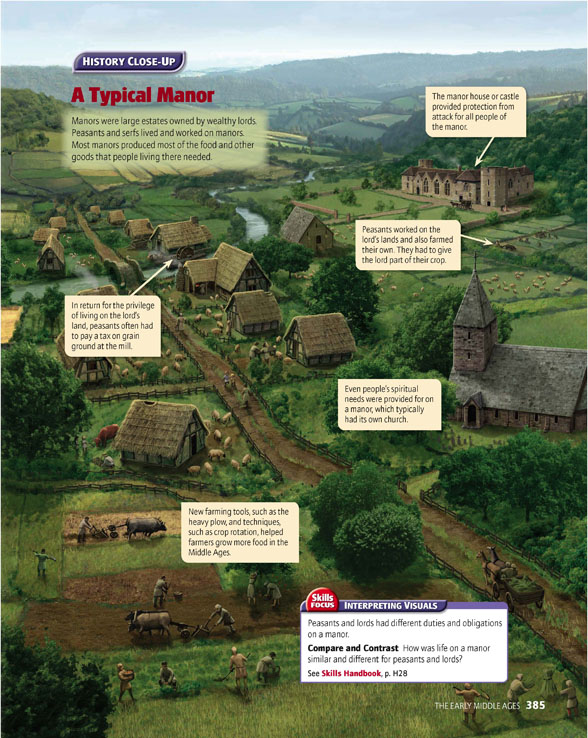 HISTORY CLOSE-UP
A Typical Manor
Manors were large estates owned by wealthy lords.
Peasants and serfs lived and worked on manors.
Most manors produced most of the food and other
goods that people living there needed.
The manor house or castle
provided protection from
attack for all people of
the manor.
Peasants worked on the
lord's lands and also farmed
their own. They had to give
the lord part of their crop.
In return for the privilege
of living on the lord's
land, peasants often had
to pay a tax on grain
ground at the mill.
Even people's spiritual
needs were provided for on
a manor, which typically
had its own church.
New farming tools, such as the
heavy plow, and techniques,
such as crop rotation, helped
farmers grow more food in the
Middle Ages.
Skills
FOCUS
INTERPRETING VISUALS
Peasants and lords had different duties and obligations
on a manor.
Compare and Contrast How was life on a manor
similar and different for peasants and lords?
See Skills Handbook, p. H28
THE EARLY MIDDLE AGES 385